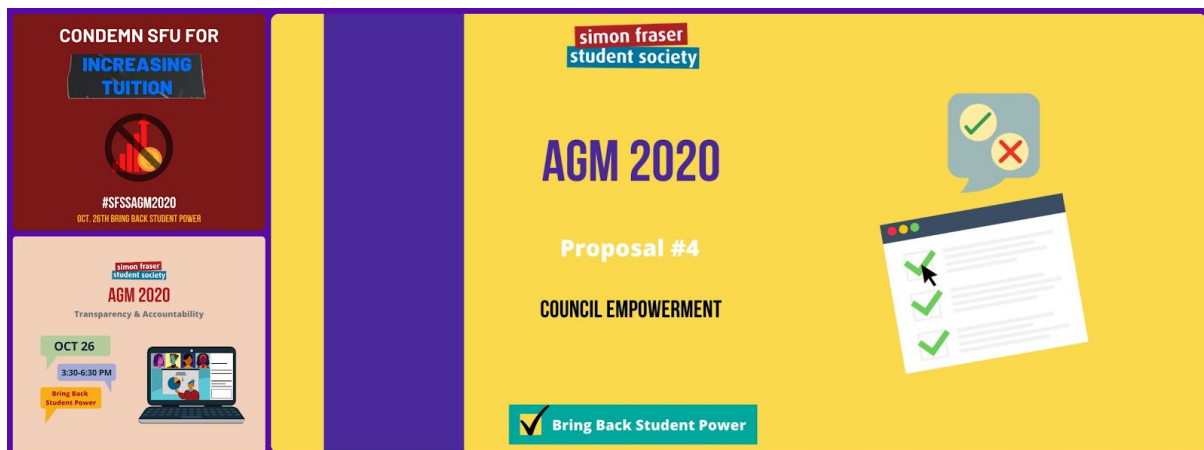 CONDEMN SFU FOR
INCREASING
TUITION
#SFSSAGM2020
OCT. 26TH BRING BACK STUDENT POWER
simon fraser
student society
AGM 2020
Transparency & Accountability
OCT 26
3:30-6:30 PM
Bring Back
Student Power
simon fraser
student society
AGM 2020
Proposal #4
COUNCIL EMPOWERMENT
Bring Back Student Power